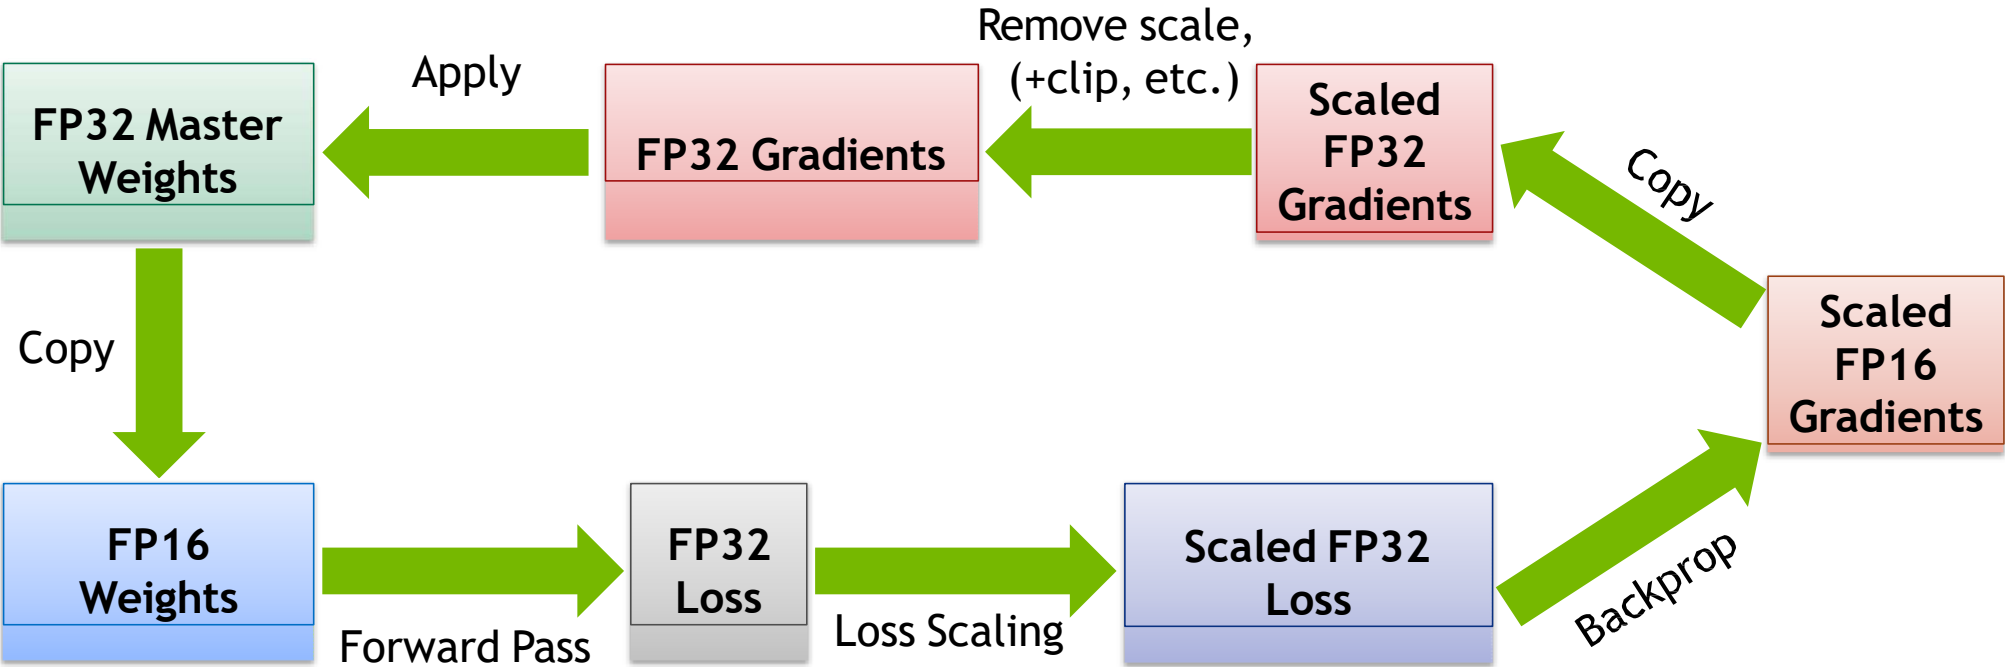 Remove scale,
(+clip, etc.)
Apply
FP32 Master
Weights
FP32 Gradients
Scaled
FP32
Gradients
Copy
Scaled
FP16
Gradients
Copy
FP16
Weights
Forward Pass
FP32
Loss
Loss Scaling
Scaled FP32
Loss
Backprop